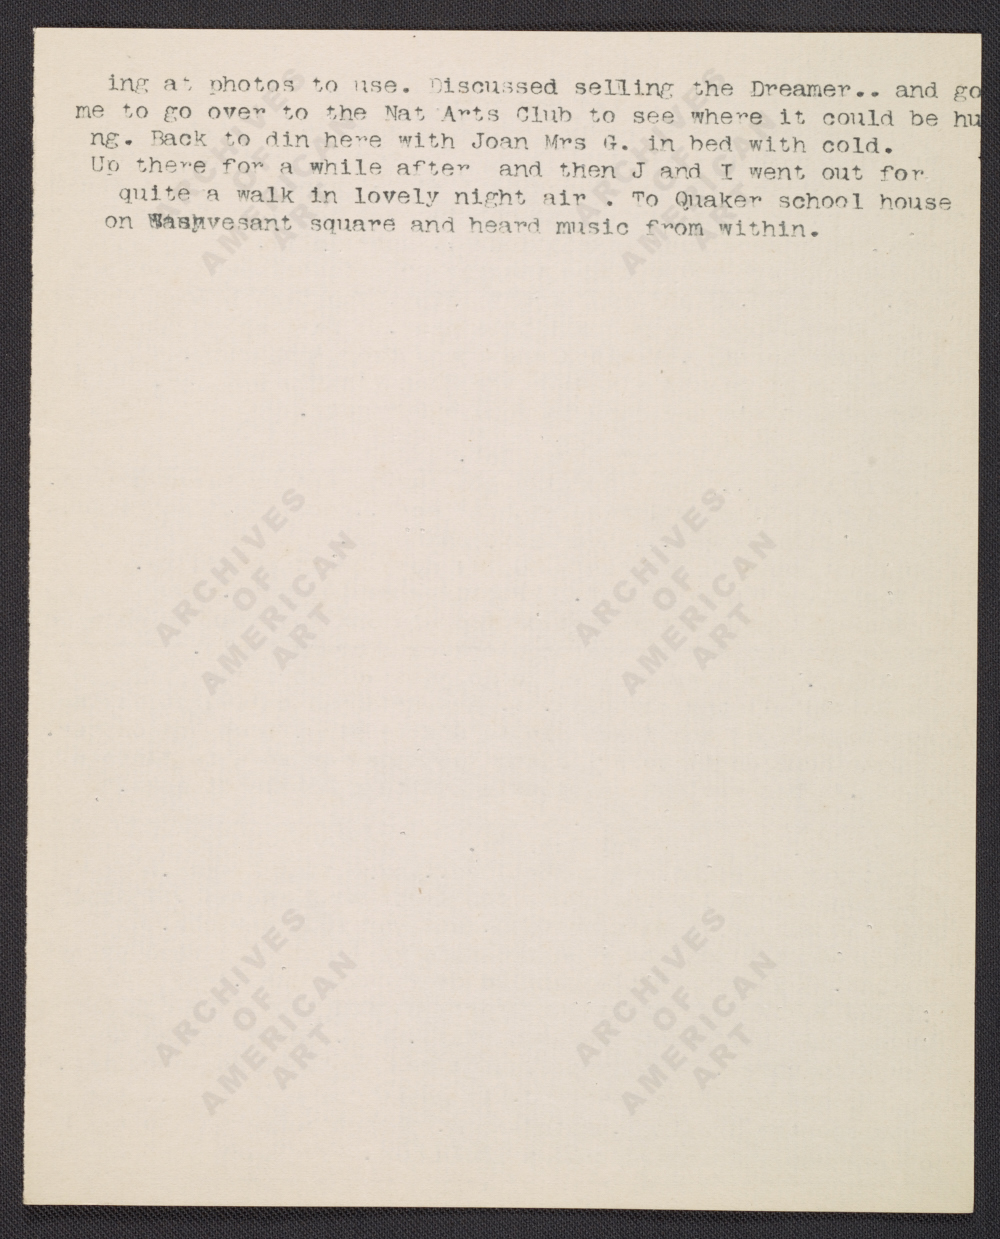 ing at photos to use. Discussed selling the Dreamer.. and go
me to go over to the Nat Arts Club to see where it could be hu
ng. Back to din here with Joan Mrs G. in bed with cold.
Up there for a while after and then J and I went out for
quite a walk in lovely night air . To Quaker school house
on vesant square and heard music from within.
ARCHIVES
OF
AMERICAN
ART
ARCHIVES
OF
AMERICAN
ART
ARCHIVES
OF
AMERICAN
ART
ARCHIVES
OF
AMERICAN
ART
ARCHIVES
OF
AMERICAN
ART
ARCHIVES
OF
AMERICAN
ART